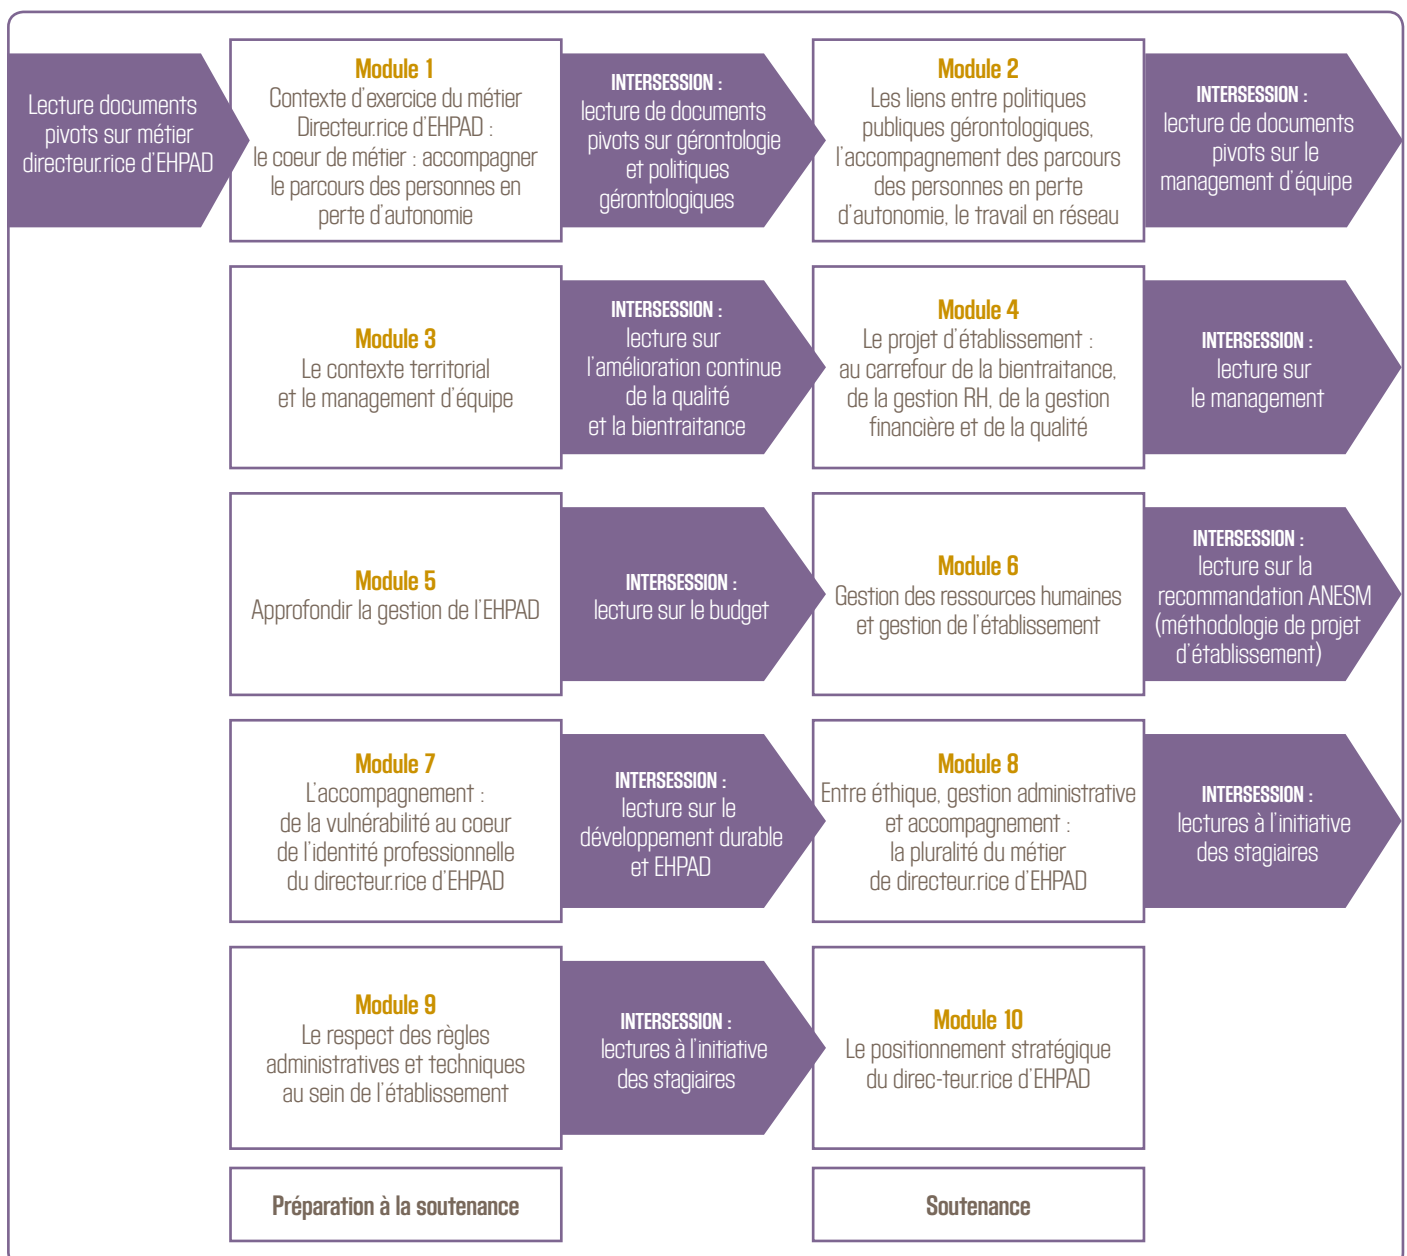 Lecture documents
pivots sur métier
directeur.rice d'EHPAD
Module 1
Contexte d'exercice du métier
Directeur.rice d'EHPAD :
le coeur de métier : accompagner
le parcours des personnes en
perte d'autonomie
INTERSESSION :
lecture de documents
pivots sur gérontologie
et politiques
gérontologiques
Module 2
Les liens entre politiques
publiques gérontologiques,
l'accompagnement des parcours
des personnes en perte
d'autonomie, le travail en réseau
INTERSESSION :
lecture de documents
pivots sur le
management d'équipe
Module 3
Le contexte territorial
et le management d'équipe
INTERSESSION :
lecture sur
l'amélioration continue
de la qualité
et la bientraitance
Module 4
Le projet d'établissement :
au carrefour de la bientraitance,
de la gestion RH, de la gestion
financière et de la qualité
INTERSESSION :
lecture sur
le management
Module 5
Approfondir la gestion de l'EHPAD
INTERSESSION :
lecture sur le budget
Module 6
Gestion des ressources humaines
et gestion de l'établissement
INTERSESSION :
lecture sur la
recommandation ANESM
(méthodologie de projet
d'établissement)
Module 7
L'accompagnement :
de la vulnérabilité au coeur
de l'identité professionnelle
du directeur.rice d'EHPAD
INTERSESSION :
lecture sur le
développement durable
et EHPAD
Module 8
Entre éthique, gestion administrative
et accompagnement :
la pluralité du métier
de directeur.rice d'EHPAD
INTERSESSION :
lectures à l'initiative
des stagiaires
Module 9
Le respect des règles
administratives et techniques
au sein de l'établissement
INTERSESSION :
lectures à l'initiative
des stagiaires
Module 10
Le positionnement stratégique
du direc-teur.rice d'EHPAD
Préparation à la soutenance
Soutenance